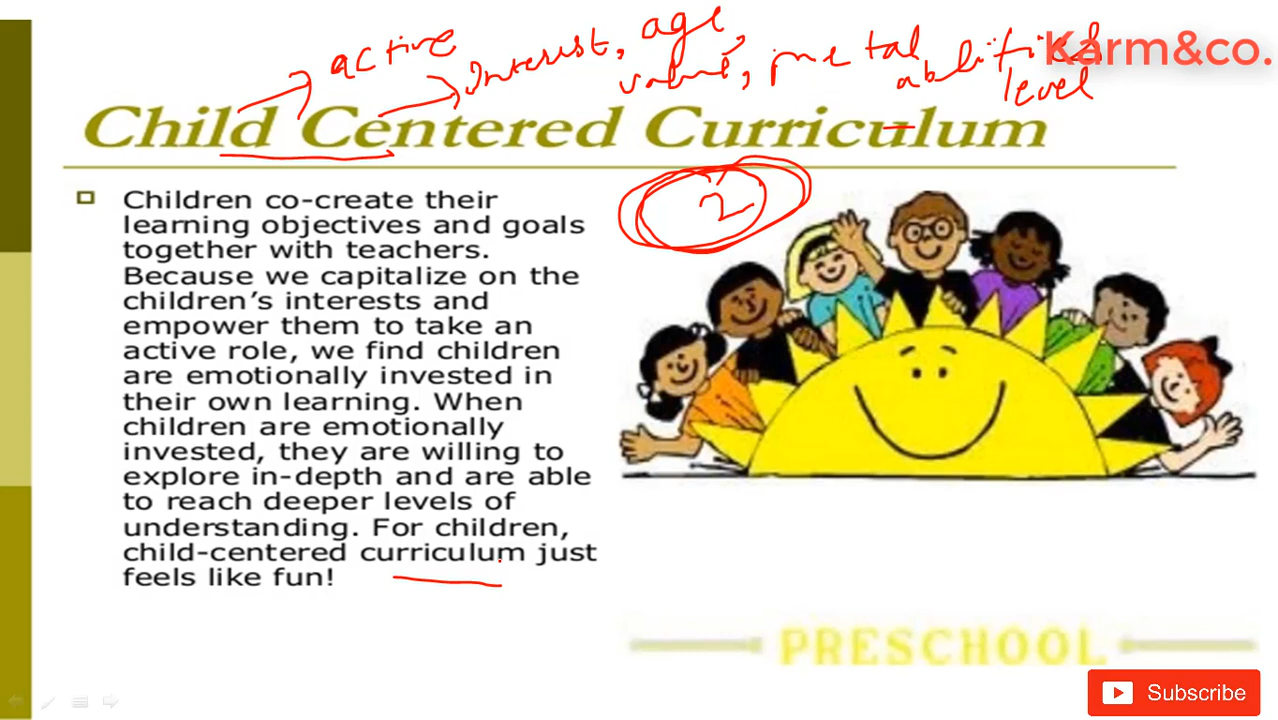 active
Interest, age,
value, mental
abilities
level
Karm&co.
Child Centered Curriculum
2
Children co-create their
learning objectives and goals
together with teachers.
Because we capitalize on the
children's interests and
empower them to take an
active role, we find children
are emotionally invested in
their own learning. When
children are emotionally
invested, they are willing to
explore in-depth and are able
to reach deeper levels of
understanding. For children,
child-centered curriculum just
feels like fun!
PRESCHOOL
Subscribe